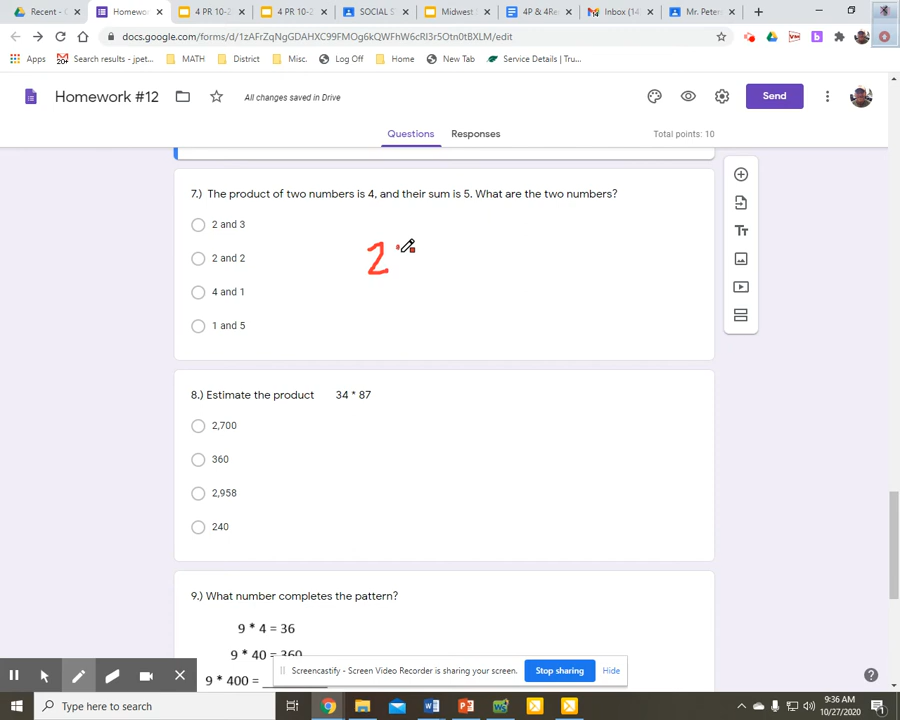 Recent - G
Homewor
4 PR 10-2
4 PR 10-2
SOCIAL S
Midwest
4P & 4Re
Inbox (14
Mr. Peter
docs.google.com/forms/d/1zAFrZqNgGDAHXC99FMOg6kQWFhW6cRl3r5Otn0tBXLM/edit
Apps
20+
Search results - jpet...
MATH
District
Misc.
Log Off
Home
New Tab
Service Details | Tru...
Homework #12
All changes saved in Drive
Send
Questions
Responses
Total points: 10
7.) The product of two numbers is 4, and their sum is 5. What are the two numbers?
2 and 3
2 and 2
4 and 1
1 and 5
2
Tт
8.) Estimate the product 34 * 87
2,700
360
2,958
240
9.) What number completes the pattern?
9 * 4 = 36
9 * 40 = 360
9 * 400 = ______
Screencastify - Screen Video Recorder is sharing your screen.
Stop sharing
Hide
Type here to search
9:36 AM
10/27/2020